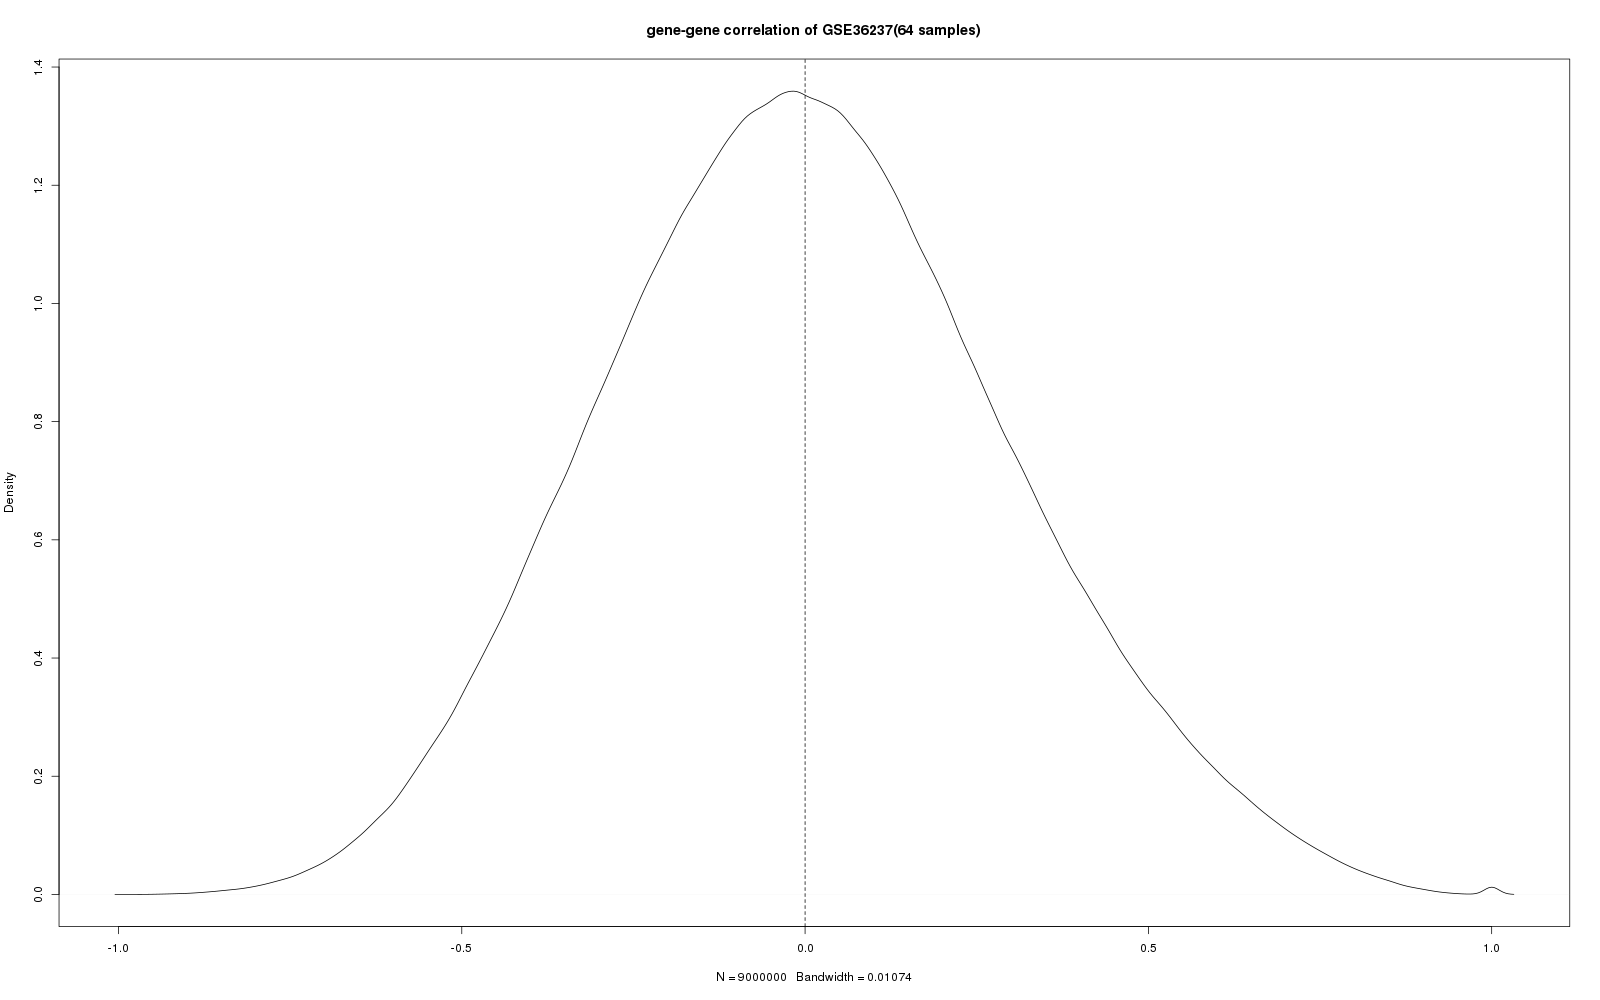 gene-gene correlation of GSE36237(64 samples)
1.4
1.2
1.0
0.8
0.6
0.4
0.2
0.0
Density
-1.0 -0.5 0.0 0.5 1.0
N = 9000000 Bandwidth = 0.01074